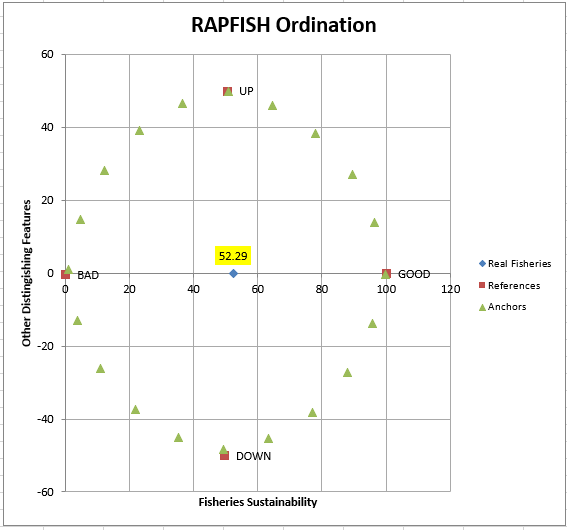 RAPFISH Ordination
60
UP
40
20
52.29
0
BAD
GOOD
0 20 40 60 80 100 120
-20
-40
DOWN
-60
Other Distingishing Features
Fisheries Sustainability
Real Fisheries
References
Anchors